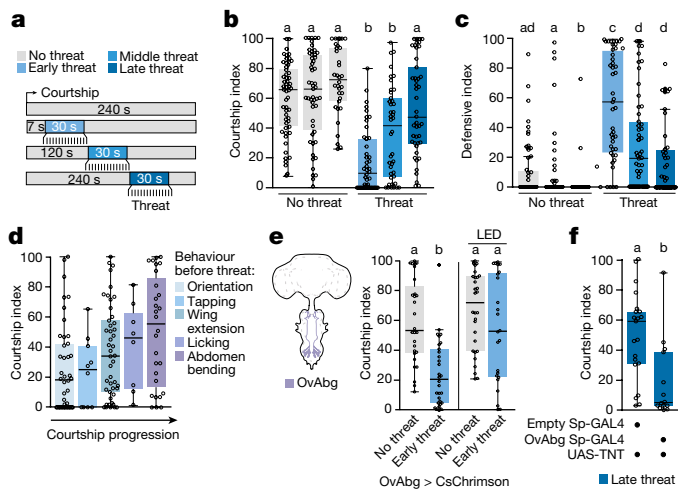 a
No threat
Middle threat
Early threat
Late threat
Courtship
240 s
7 s
30 s
120 s
30 s
240 s
30 s
Threat
b
Courtship index
100
80
60
40
20
0
a a a b b a
No threat
Threat
c
Defensive index
100
80
60
40
20
0
ad a b c d d
No threat
Threat
d
Courtship index
100
80
60
40
20
0
Courtship progression
Behaviour
before threat:
Orientation
Tapping
Wing
extension
Licking
Abdomen
bending
e
OvAbg
Courtship index
100
80
60
40
20
0
LED
a b a a
No threat
Early threat
No threat
Early threat
OvAbg > CsChrimson
f
Courtship index
100
80
60
40
20
0
a b
Empty Sp-GAL4
OvAbg Sp-GAL4
UAS-TNT
Late threat